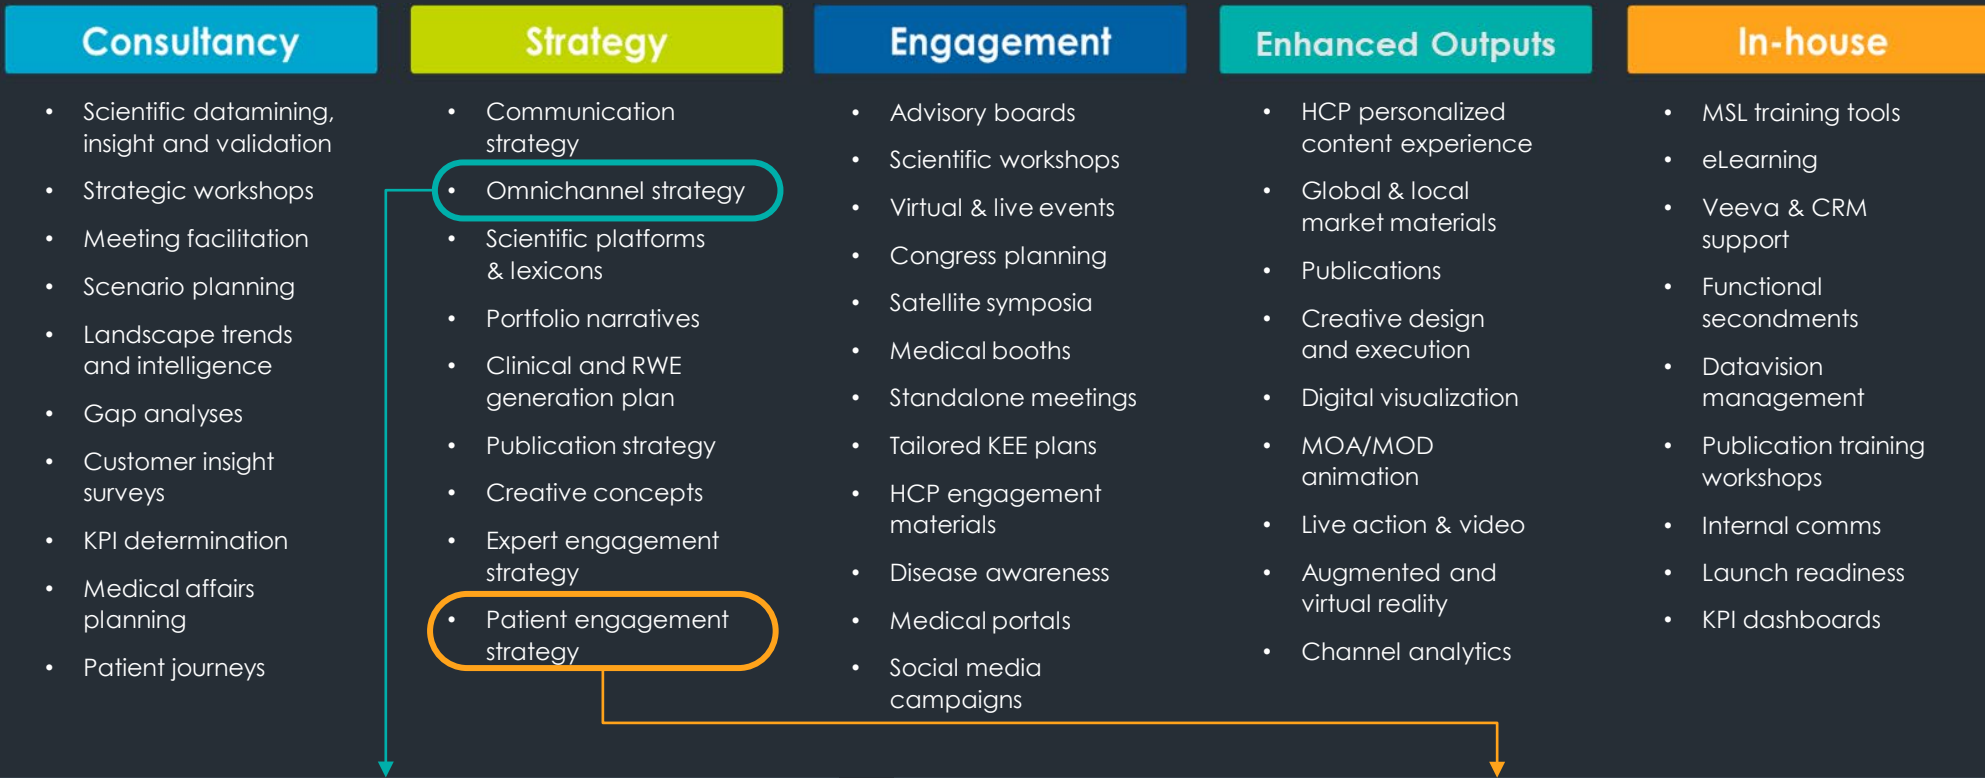 Consultancy
• Scientific datamining,
insight and validation
• Strategic workshops
• Meeting facilitation
• Scenario planning
• Landscape trends
and intelligence
• Gap analyses
• Customer insight
surveys
• KPI determination
• Medical affairs
planning
• Patient journeys
Strategy
• Communication
strategy
• Omnichannel strategy
• Scientific platforms
& lexicons
• Portfolio narratives
• Clinical and RWE
generation plan
• Publication strategy
• Creative concepts
• Expert engagement
strategy
• Patient engagement
strategy
Engagement
• Advisory boards
• Scientific workshops
• Virtual & live events
• Congress planning
• Satellite symposia
• Medical booths
• Standalone meetings
• Tailored KEE plans
• HCP engagement
materials
• Disease awareness
• Medical portals
• Social media
campaigns
Enhanced Outputs
• HCP personalized
content experience
• Global & local
market materials
• Publications
• Creative design
and execution
• Digital visualization
• MOA/MOD
animation
• Live action & video
• Augmented and
virtual reality
• Channel analytics
In-house
• MSL training tools
• eLearning
• Veeva & CRM
support
• Functional
secondments
• Datavision
management
• Publication training
workshops
• Internal comms
• Launch readiness
• KPI dashboards